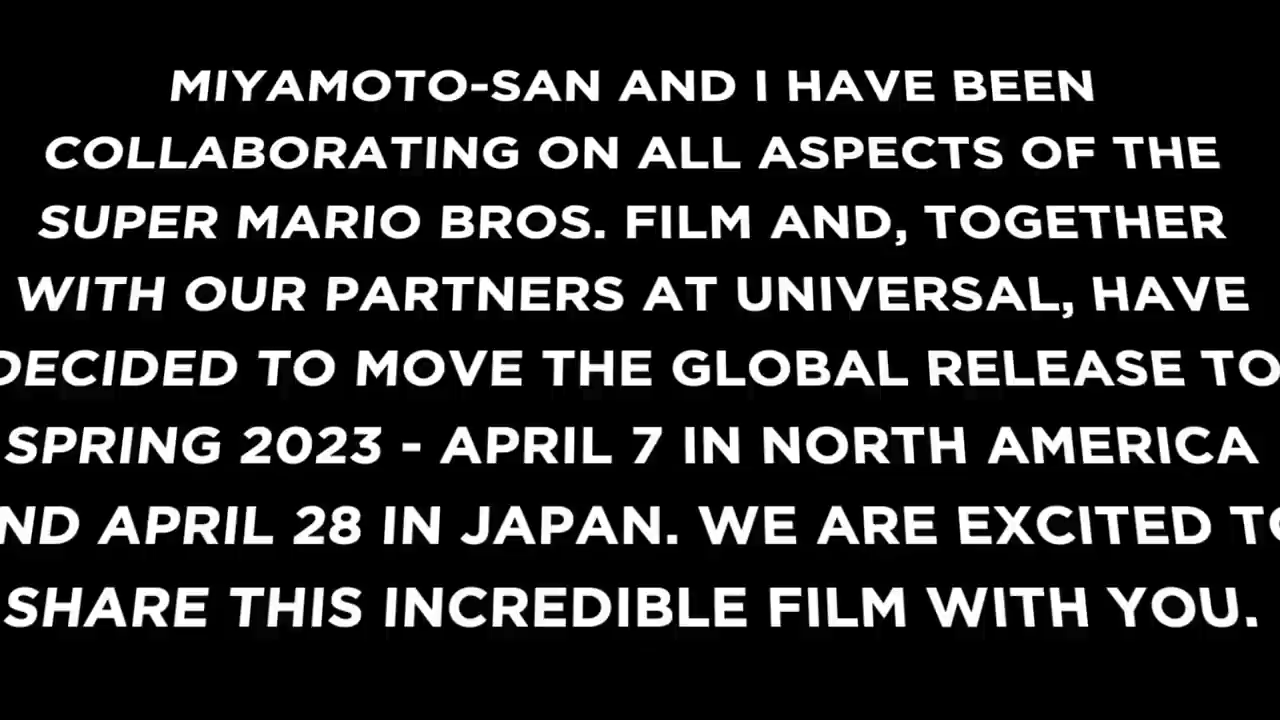 MIYAMOTO-SAN AND I HAVE BEEN
COLLABORATING ON ALL ASPECTS OF THE
SUPER MARIO BROS. FILM AND, TOGETHER
WITH OUR PARTNERS AT UNIVERSAL, HAVE
DECIDED TO MOVE THE GLOBAL RELEASE TO
SPRING 2023 - APRIL 7 IN NORTH AMERICA
ND APRIL 28 IN JAPAN. WE ARE EXCITED TO
SHARE THIS INCREDIBLE FILM WITH YOU.